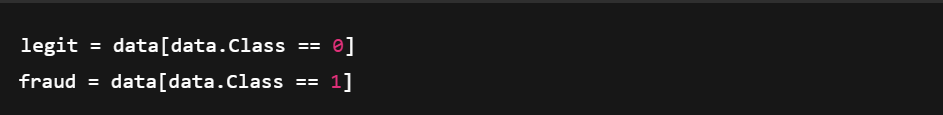 legit = data[data.Class == 0]
fraud = data[data.Class == 1]